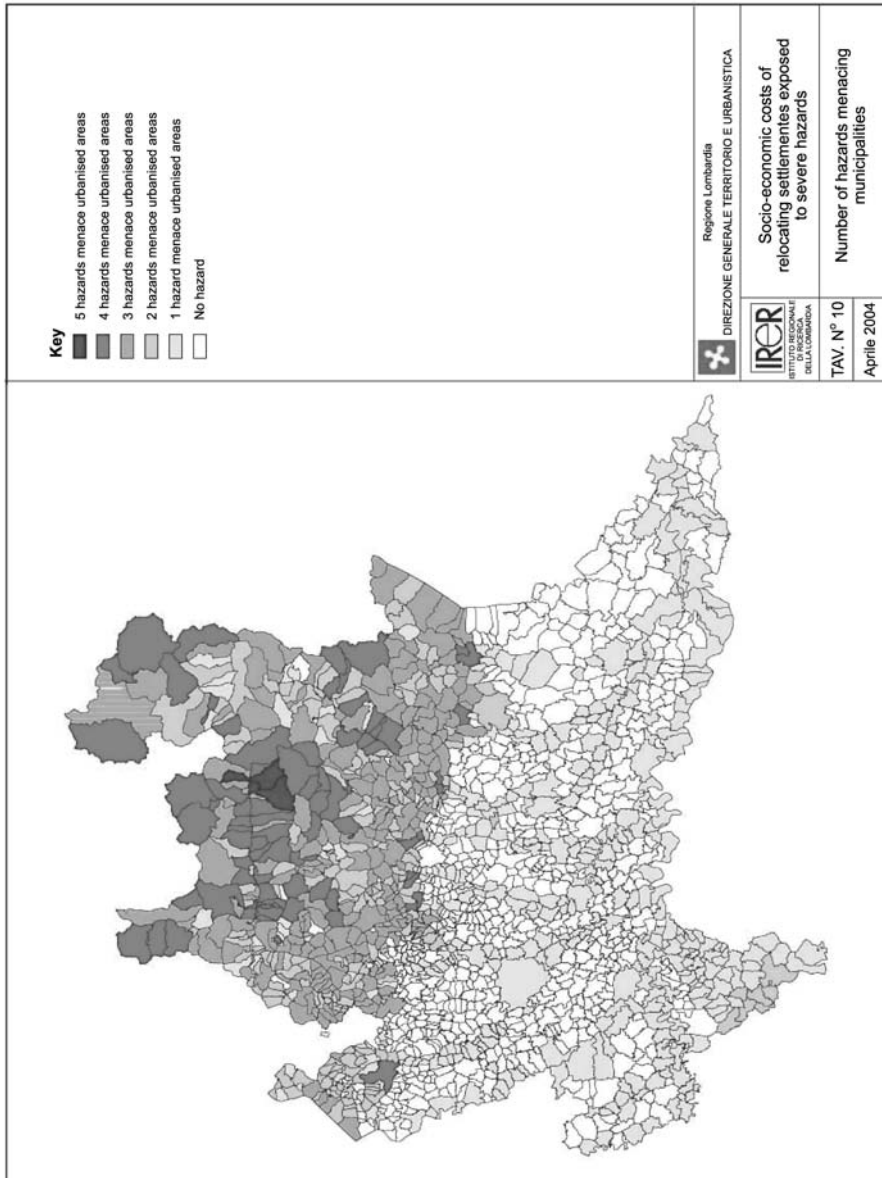 Key
5 hazards menace urbanised areas
4 hazards menace urbanised areas
3 hazards menace urbanised areas
2 hazards menace urbanised areas
1 hazard menace urbanised areas
No hazard
Regione Lombardia
DIREZIONE GENERALE TERRITORIO E URBANISTICA
IReR
ISTITUTO REGIONALE
DI RICERCA
DELLA LOMBARDIA
Socio-economic costs of
relocating settlementes exposed
to severe hazards
TAV. Nº 10
Aprile 2004
Number of hazards menacing
municipalities